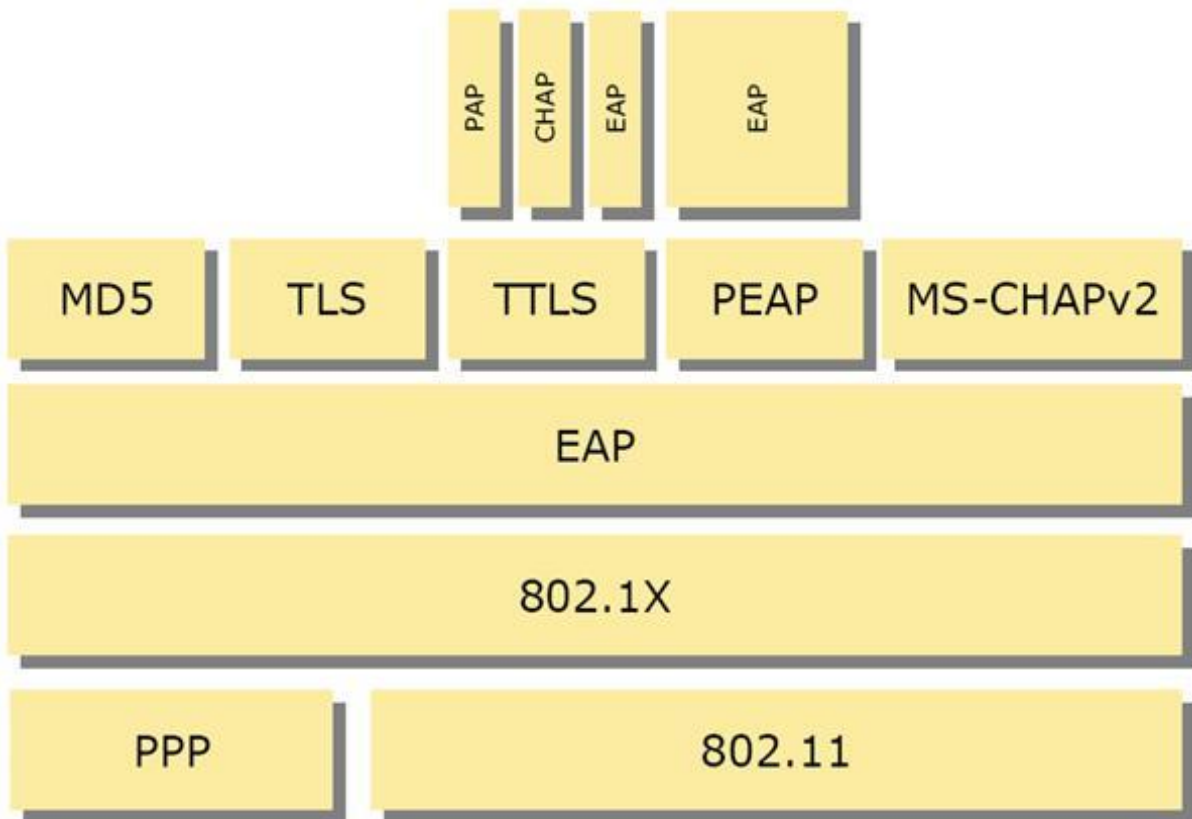 PAP
CHAP
EAP
EAP
MD5
TLS
TTLS
PEAP
MS-CHAPv2
EAP
802.1X
PPP
802.11